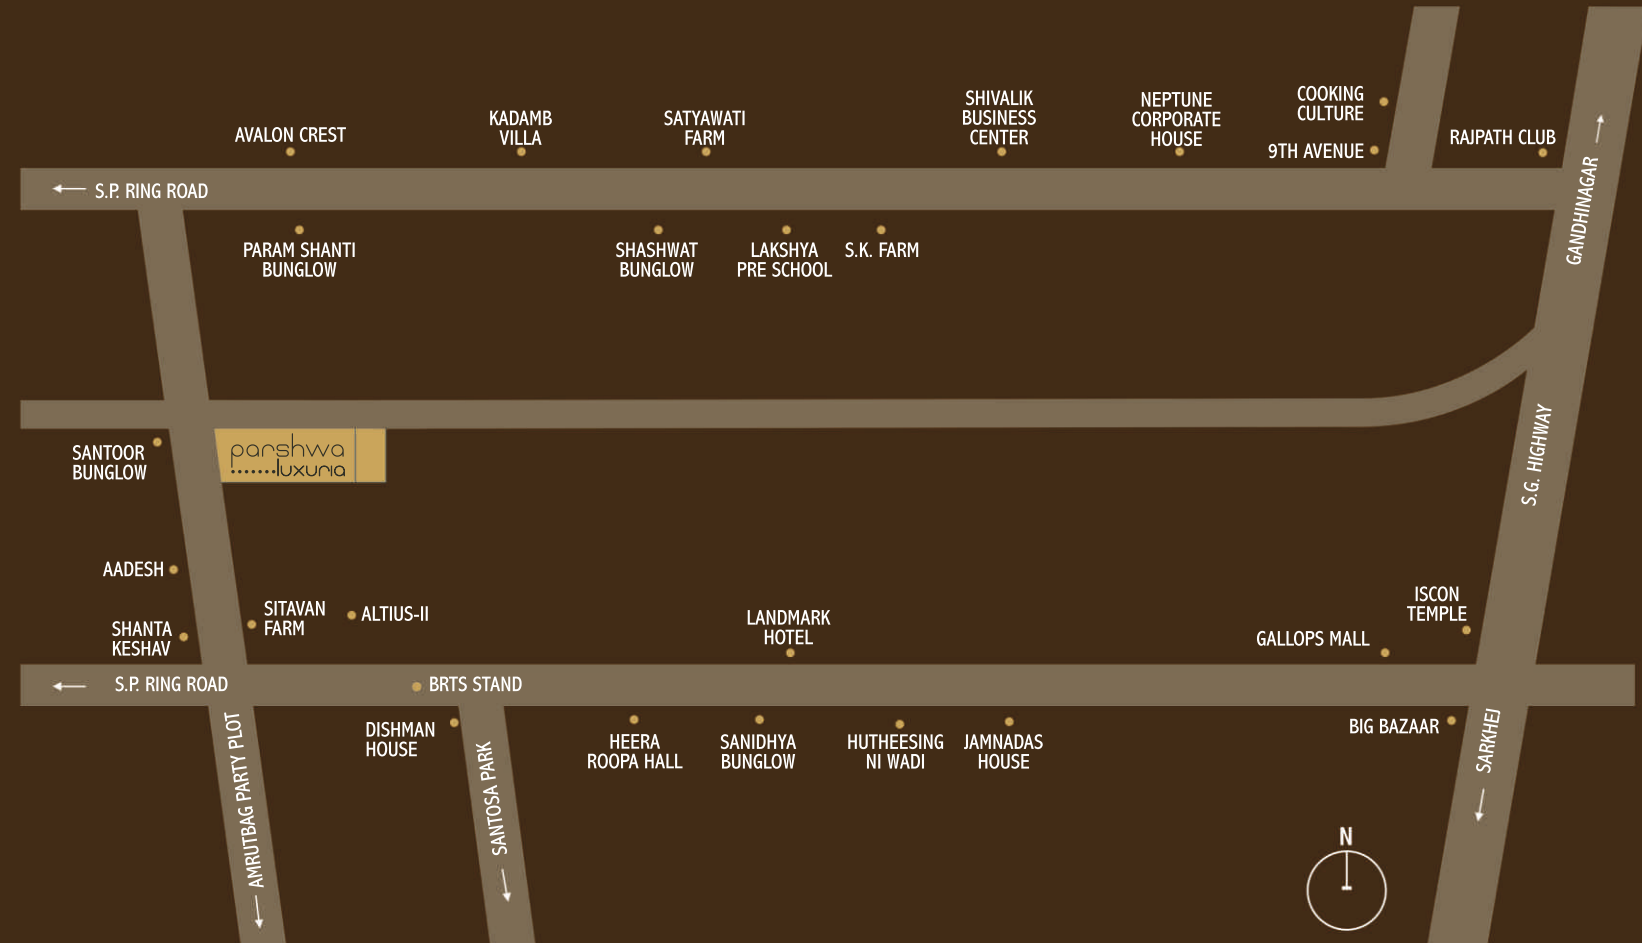 COOKING
CULTURE
SHIVALIK
BUSINESS
CENTER
NEPTUNE
CORPORATE
HOUSE
KADAMB
VILLA
SATYAWATI
FARM
AVALON CREST
9TH AVENUE
RAJPATH CLUB
S.P. RING ROAD
GANDHINAGAR
PARAM SHANTI
BUNGLOW
SHASHWAT
BUNGLOW
LAKSHYA
PRE SCHOOL
S.K. FARM
SANTOOR
BUNGLOW
parshwa
luxuria
S.G. HIGHWAY
AADESH
SHANTA
KESHAV
SITAVAN
FARM
ALTIUS-II
LANDMARK
HOTEL
ISCON
TEMPLE
GALLOPS MALL
S.P. RING ROAD
BRTS STAND
DISHMAN
HOUSE
HEERA
ROOPA HALL
SANIDHYA
BUNGLOW
HUTHEESING
NI WADI
JAMNADAS
HOUSE
BIG BAZAAR
SARKHEJ
AMRUTBAG PARTY PLOT
SANTOSA PARK
N